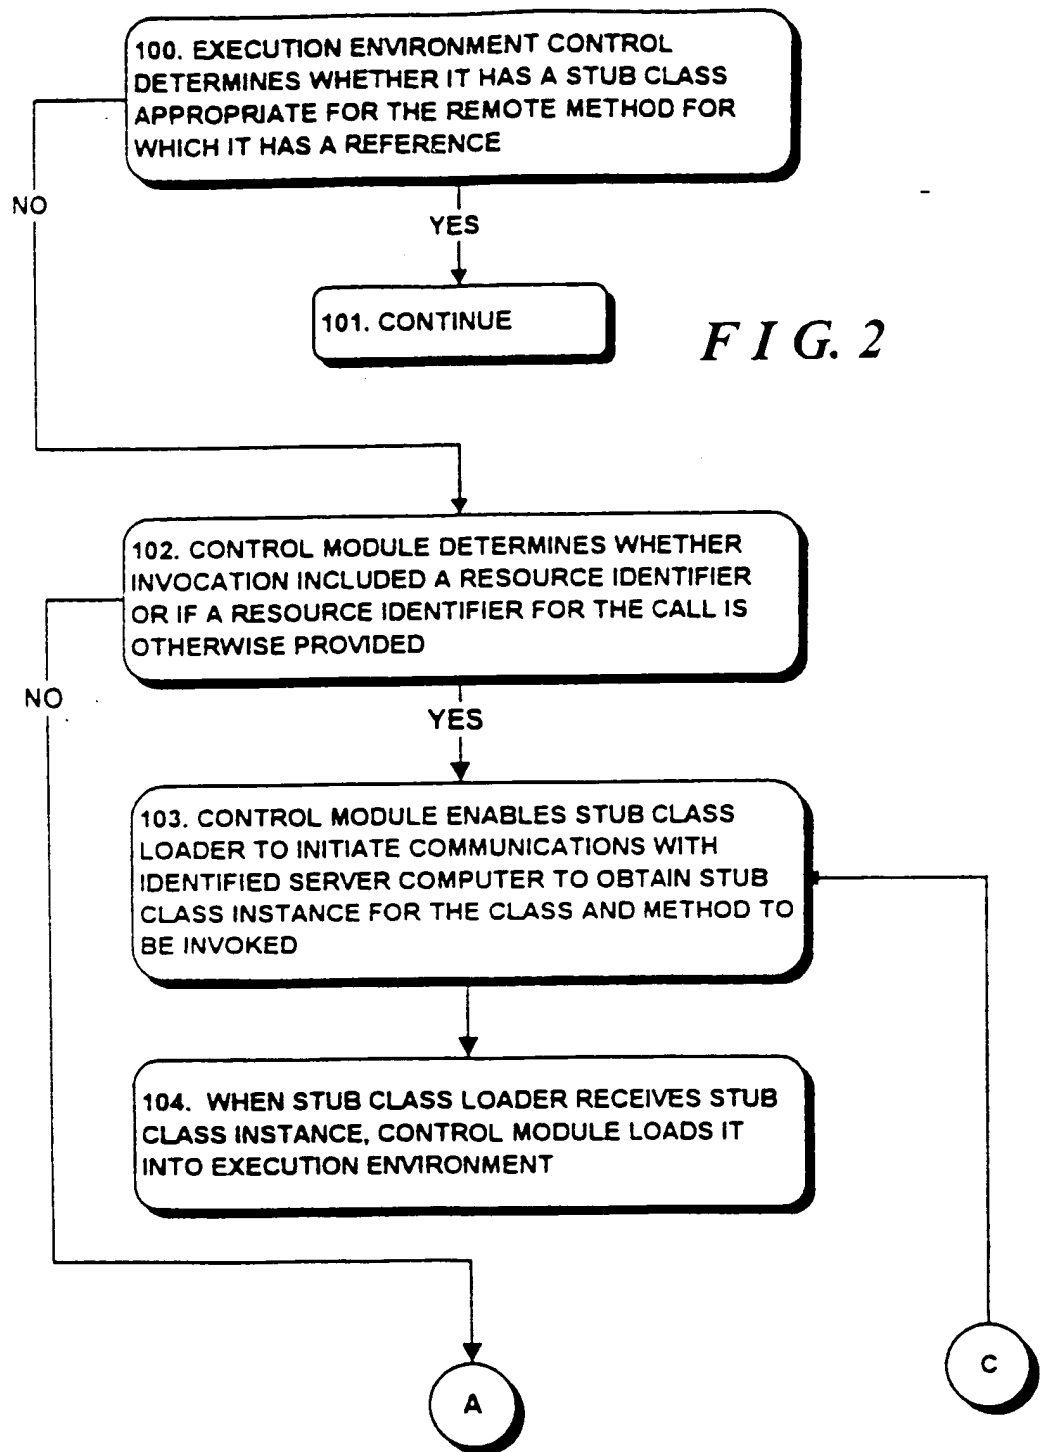 100. EXECUTION ENVIRONMENT CONTROL
DETERMINES WHETHER IT HAS A STUB CLASS
APPROPRIATE FOR THE REMOTE METHOD FOR
WHICH IT HAS A REFERENCE
NO
YES
101. CONTINUE
FIG. 2
102. CONTROL MODULE DETERMINES WHETHER
INVOCATION INCLUDED A RESOURCE IDENTIFIER
OR IF A RESOURCE IDENTIFIER FOR THE CALL IS
OTHERWISE PROVIDED
NO
YES
103. CONTROL MODULE ENABLES STUB CLASS
LOADER TO INITIATE COMMUNICATIONS WITH
IDENTIFIED SERVER COMPUTER TO OBTAIN STUB
CLASS INSTANCE FOR THE CLASS AND METHOD TO
BE INVOKED
104. WHEN STUB CLASS LOADER RECEIVES STUB
CLASS INSTANCE, CONTROL MODULE LOADS IT
INTO EXECUTION ENVIRONMENT
C
A